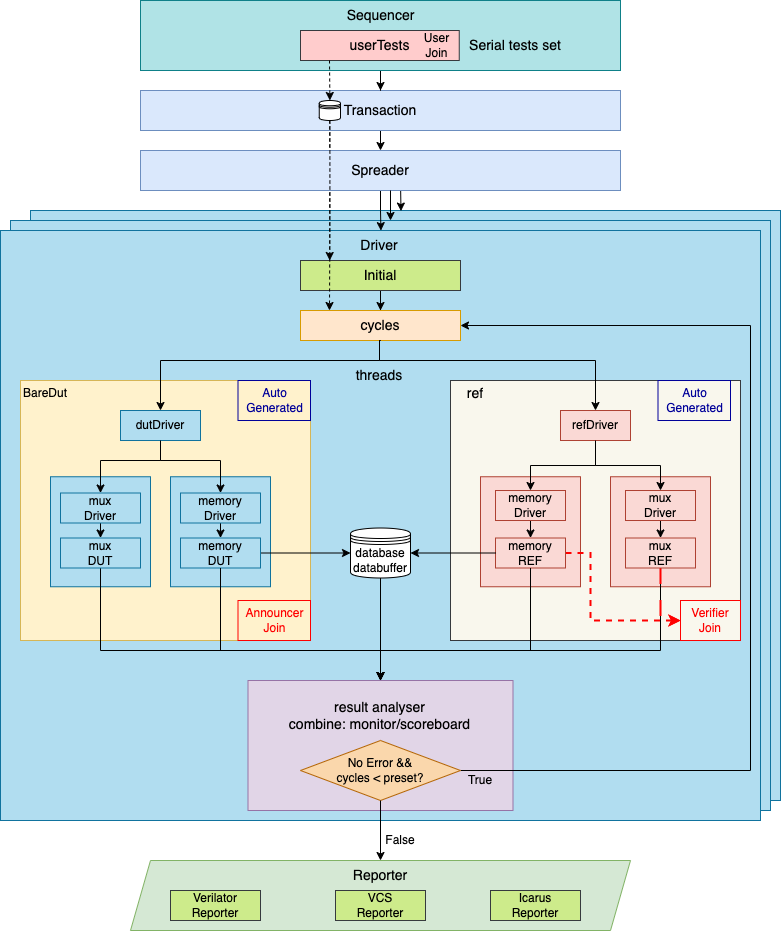 Sequencer
userTests
User
Join
Serial tests set
Transaction
Spreader
Driver
Initial
cycles
threads
BareDut
Auto
Generated
ref
Auto
Generated
dutDriver
refDriver
mux
Driver
memory
Driver
memory
Driver
mux
Driver
mux
DUT
memory
DUT
database
databuffer
memory
REF
mux
REF
Announcer
Join
Verifier
Join
result analyser
combine: monitor/scoreboard
No Error &&
cycles < preset?
True
False
Reporter
Verilator
Reporter
VCS
Reporter
Icarus
Reporter